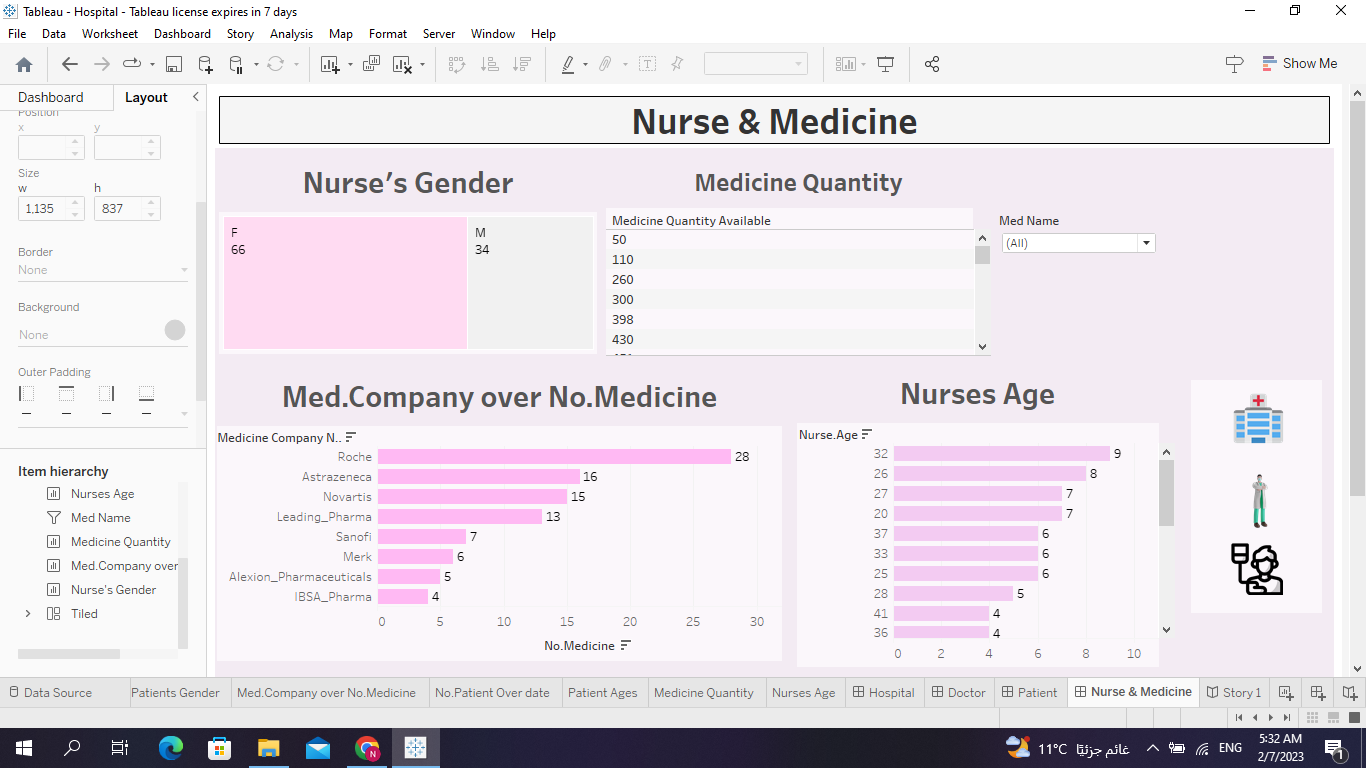 Tableau - Hospital - Tableau license expires in 7 days
File Data Worksheet Dashboard Story Analysis Map Format Server Window Help
Show Me
Dashboard Layout
Position
x y
Size
w h
1,135 837
Border
None
Background
None
Outer Padding
Item hierarchy
Nurses Age
Med Name
Medicine Quantity
Med.Company over
Nurse's Gender
Tiled
Nurse & Medicine
Nurse’s Gender
F
66
M
34
Medicine Quantity
Medicine Quantity Available
50
110
260
300
398
430
Med Name
(All)
Med.Company over No.Medicine
Medicine Company N..
Roche 28
Astrazeneca 16
Novartis 15
Leading_Pharma 13
Sanofi 7
Merk 6
Alexion_Pharmaceuticals 5
IBSA_Pharma 4
0 5 10 15 20 25 30
No.Medicine
Nurses Age
Nurse.Age
32 9
26 8
27 7
20 7
37 6
33 6
25 6
28 5
41 4
36 4
0 2 4 6 8 10
Data Source Patients Gender Med.Company over No.Medicine No.Patient Over date Patient Ages Medicine Quantity Nurses Age Hospital Doctor Patient Nurse & Medicine Story 1
11°C غائم جزئيًا ENG
5:32 AM
2/7/2023
1